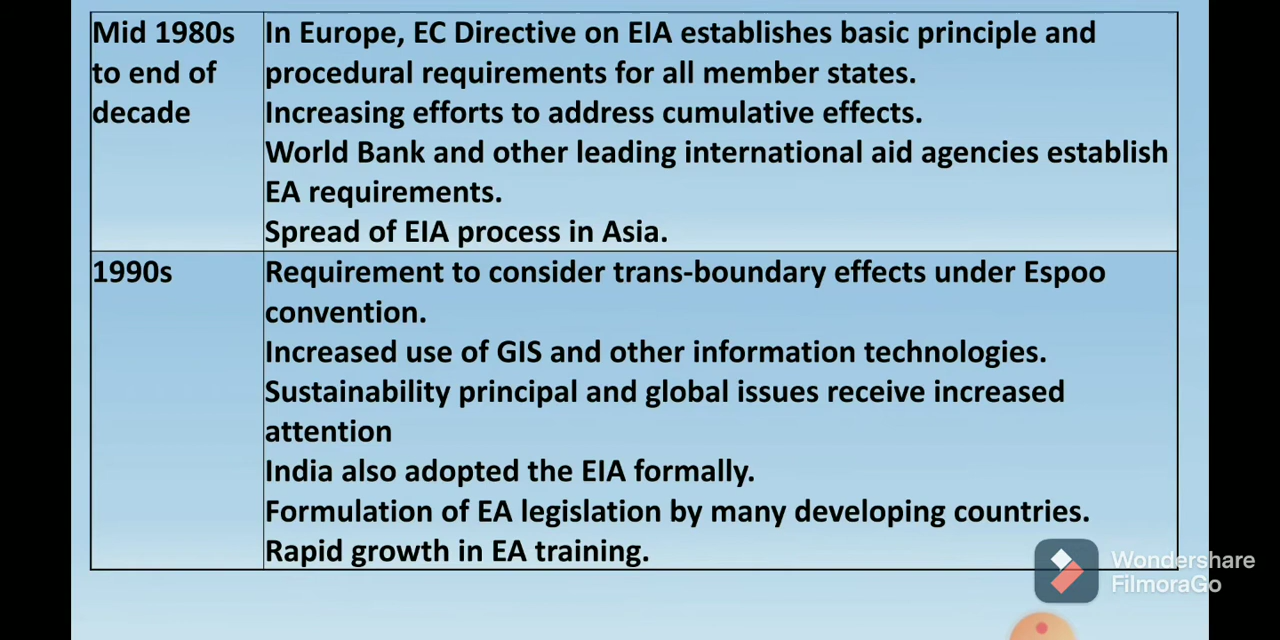 Mid 1980s
to end of
decade
In Europe, EC Directive on EIA establishes basic principle and
procedural requirements for all member states.
Increasing efforts to address cumulative effects.
World Bank and other leading international aid agencies establish
EA requirements.
Spread of EIA process in Asia.
1990s
Requirement to consider trans-boundary effects under Espoo
convention.
Increased use of GIS and other information technologies.
Sustainability principal and global issues receive increased
attention
India also adopted the EIA formally.
Formulation of EA legislation by many developing countries.
Rapid growth in EA training.
Wondershare
FilmoraGo